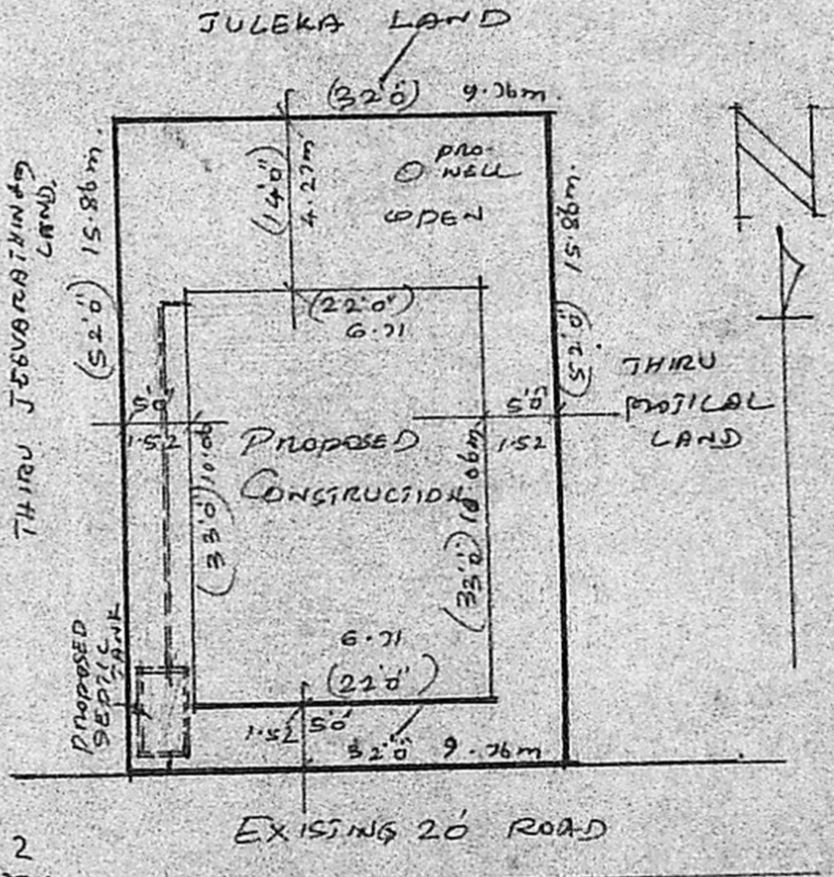 JULEKA LAND
(32'0) 9.76m.
N
PRO-
WELL
OPEN
(14'0")
4.27m
THIRU
LAND.
15.86m.
(52'0")
15.86m
(52'0)
(22'0")
6.71
THIRU
MOTILAL
LAND
5'0"
1.52
5'0"
1.52
PROPOSED
CONSTRUCTION
(33'0) 10.06
10.06m
(33'0")
6.71
(22'0")
PROPOSED
SEPTIC
TANK
1.52 5'0"
32'0" 9.76m
EXISTING 20' ROAD
2